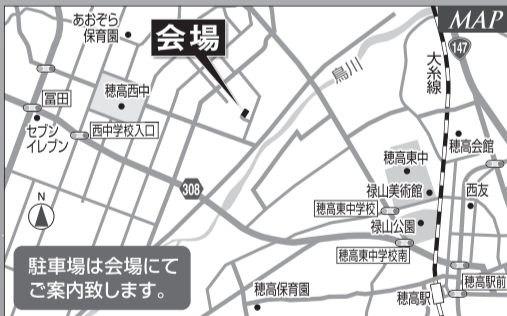 MAP
あおぞら
保育園
会場
147
烏川
大糸線
冨田
穂高西中
セブン
イレブン
西中学校入口
穂高会館
穂高東中
308
禄山美術館
西友
穂高東中学校
禄山公園
N
穂高東中学校南
駐車場は会場にて
ご案内致します。
穂高保育園
穂高駅
穂高駅前